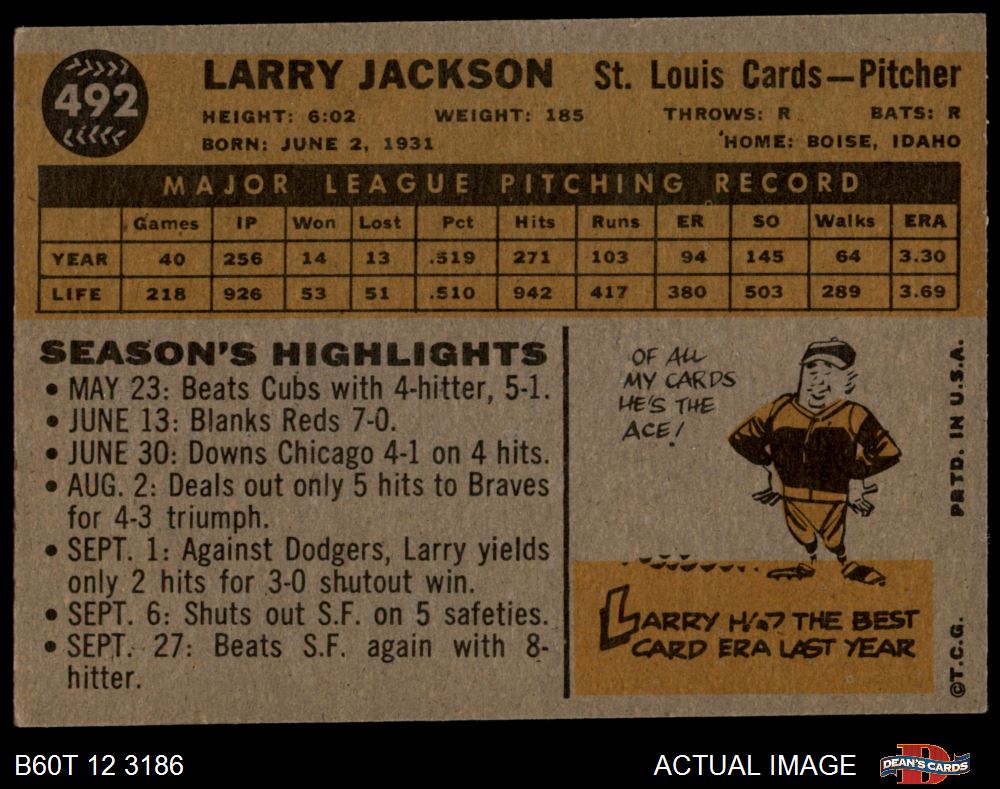 492
LARRY JACKSON St. Louis Cards—Pitcher
HEIGHT: 6:02 WEIGHT: 185 THROWS: R BATS: R
BORN: JUNE 2, 1931 HOME: BOISE, IDAHO
MAJOR LEAGUE PITCHING RECORD
Games IP Won Lost Pct Hits Runs ER SO Walks ERA
YEAR 40 256 14 13 .519 271 103 94 145 64 3.30
LIFE 218 926 53 51 .510 942 417 380 503 289 3.69
SEASON'S HIGHLIGHTS
• MAY 23: Beats Cubs with 4-hitter, 5-1.
• JUNE 13: Blanks Reds 7-0.
• JUNE 30: Downs Chicago 4-1 on 4 hits.
• AUG. 2: Deals out only 5 hits to Braves
for 4-3 triumph.
• SEPT. 1: Against Dodgers, Larry yields
only 2 hits for 3-0 shutout win.
• SEPT. 6: Shuts out S.F. on 5 safeties.
• SEPT. 27: Beats S.F. again with 8-
hitter.
OF ALL
MY CARDS
HE'S THE
ACE!
LARRY THE BEST
CARD ERA LAST YEAR
©T.C.G. PRTD. IN U.S.A.
B60T 12 3186 ACTUAL IMAGE
DEAN'S CARDS